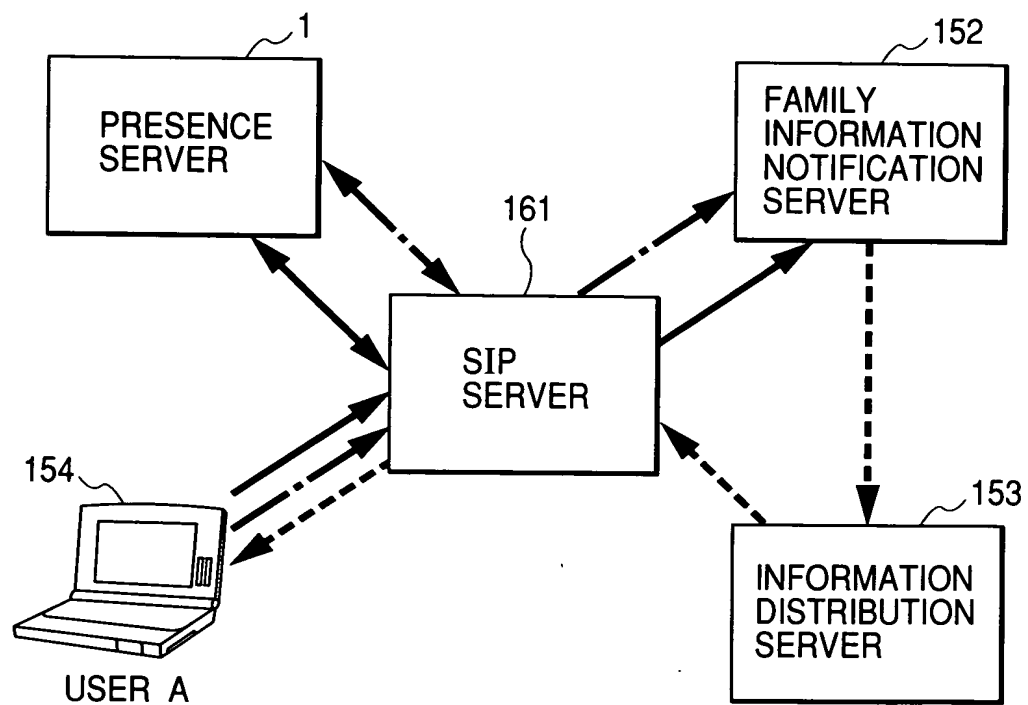 1
PRESENCE
SERVER
152
FAMILY
INFORMATION
NOTIFICATION
SERVER
161
SIP
SERVER
154
USER A
153
INFORMATION
DISTRIBUTION
SERVER